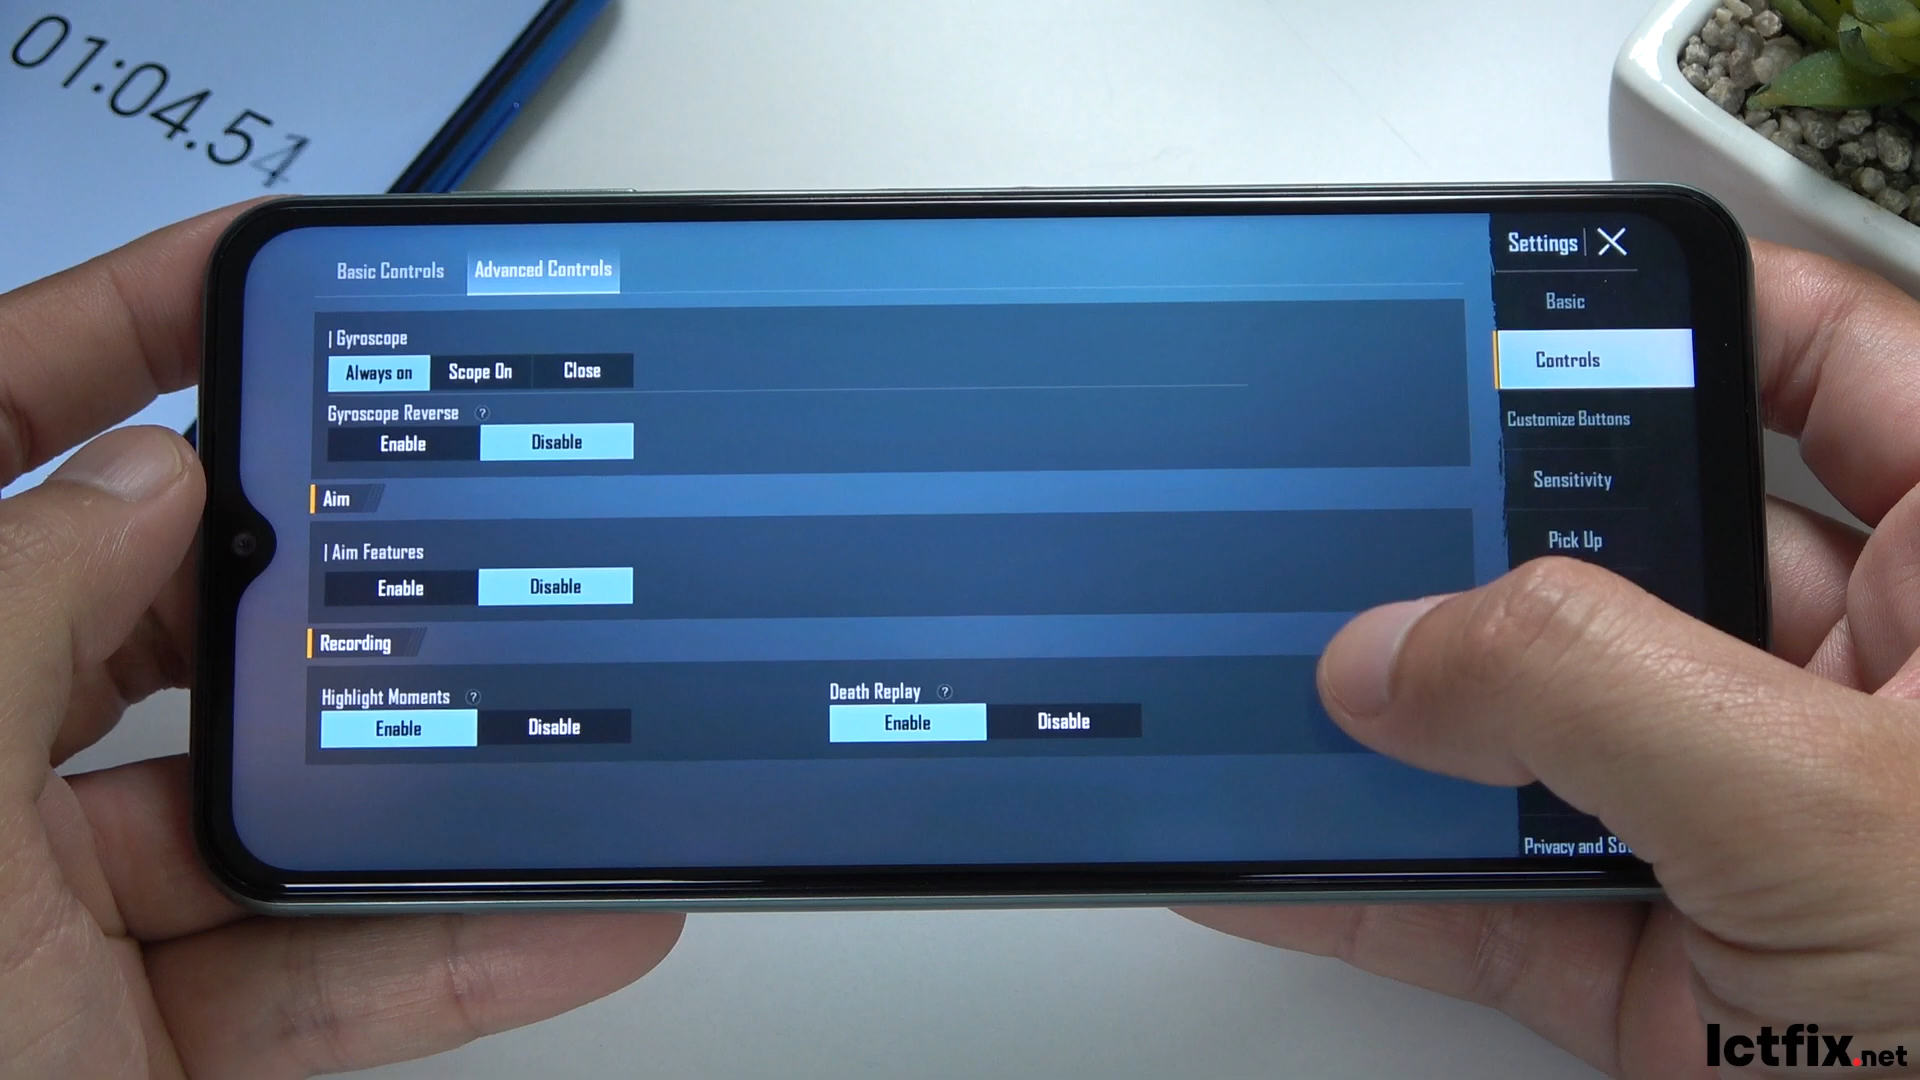 01:04.5
Settings
Basic Controls
Advanced Controls
Basic
Gyroscope
Always on
Scope On
Close
Controls
Gyroscope Reverse ?
Enable
Disable
Customize Buttons
Aim
Sensitivity
Aim Features
Enable
Disable
Pick Up
Recording
Highlight Moments ?
Enable
Disable
Death Replay ?
Enable
Disable
Privacy and
Ictfix.net